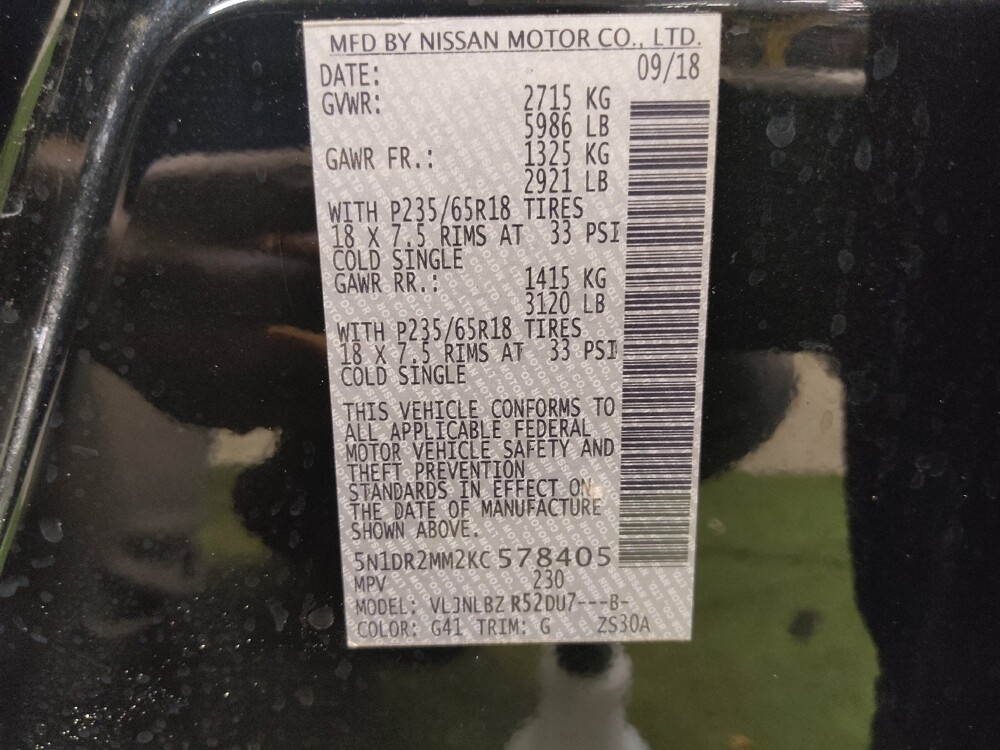 MFD BY NISSAN MOTOR CO., LTD.
DATE: 09/18
GVWR: 2715 KG
5986 LB
GAWR FR.: 1325 KG
2921 LB
WITH P235/65R18 TIRES
18 X 7.5 RIMS AT 33 PSI
COLD SINGLE
GAWR RR.: 1415 KG
3120 LB
WITH P235/65R18 TIRES
18 X 7.5 RIMS AT 33 PSI
COLD SINGLE
THIS VEHICLE CONFORMS TO
ALL APPLICABLE FEDERAL
MOTOR VEHICLE SAFETY AND
THEFT PREVENTION
STANDARDS IN EFFECT ON
THE DATE OF MANUFACTURE
SHOWN ABOVE.
5N1DR2MM2KC578405
MPV 230
MODEL: R52DU7---B-
COLOR: G41 TRIM: G ZS30A